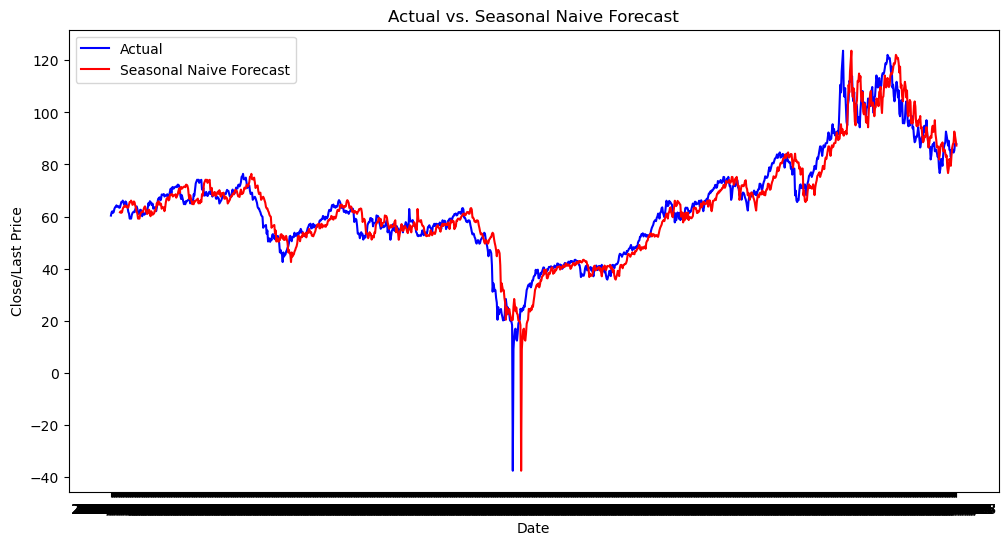 Actual vs. Seasonal Naive Forecast
Actual
Seasonal Naive Forecast
120
100
80
60
40
20
0
−20
−40
Close/Last Price
Date